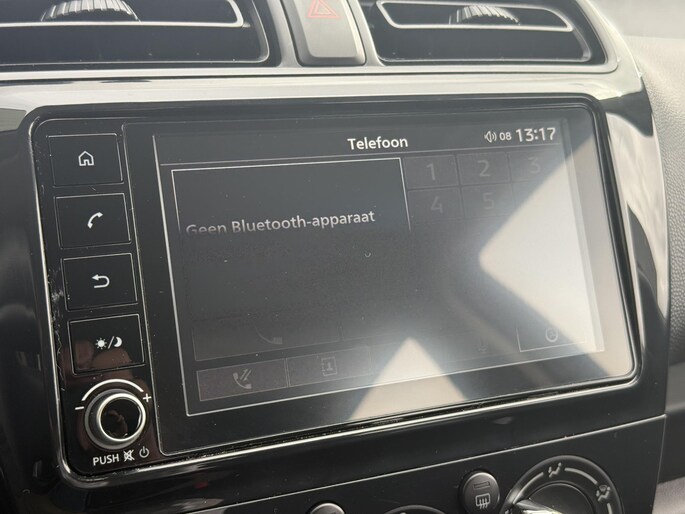 Telefoon
08 13:17
1 2 3
Geen Bluetooth-apparaat
4 5
PUSH